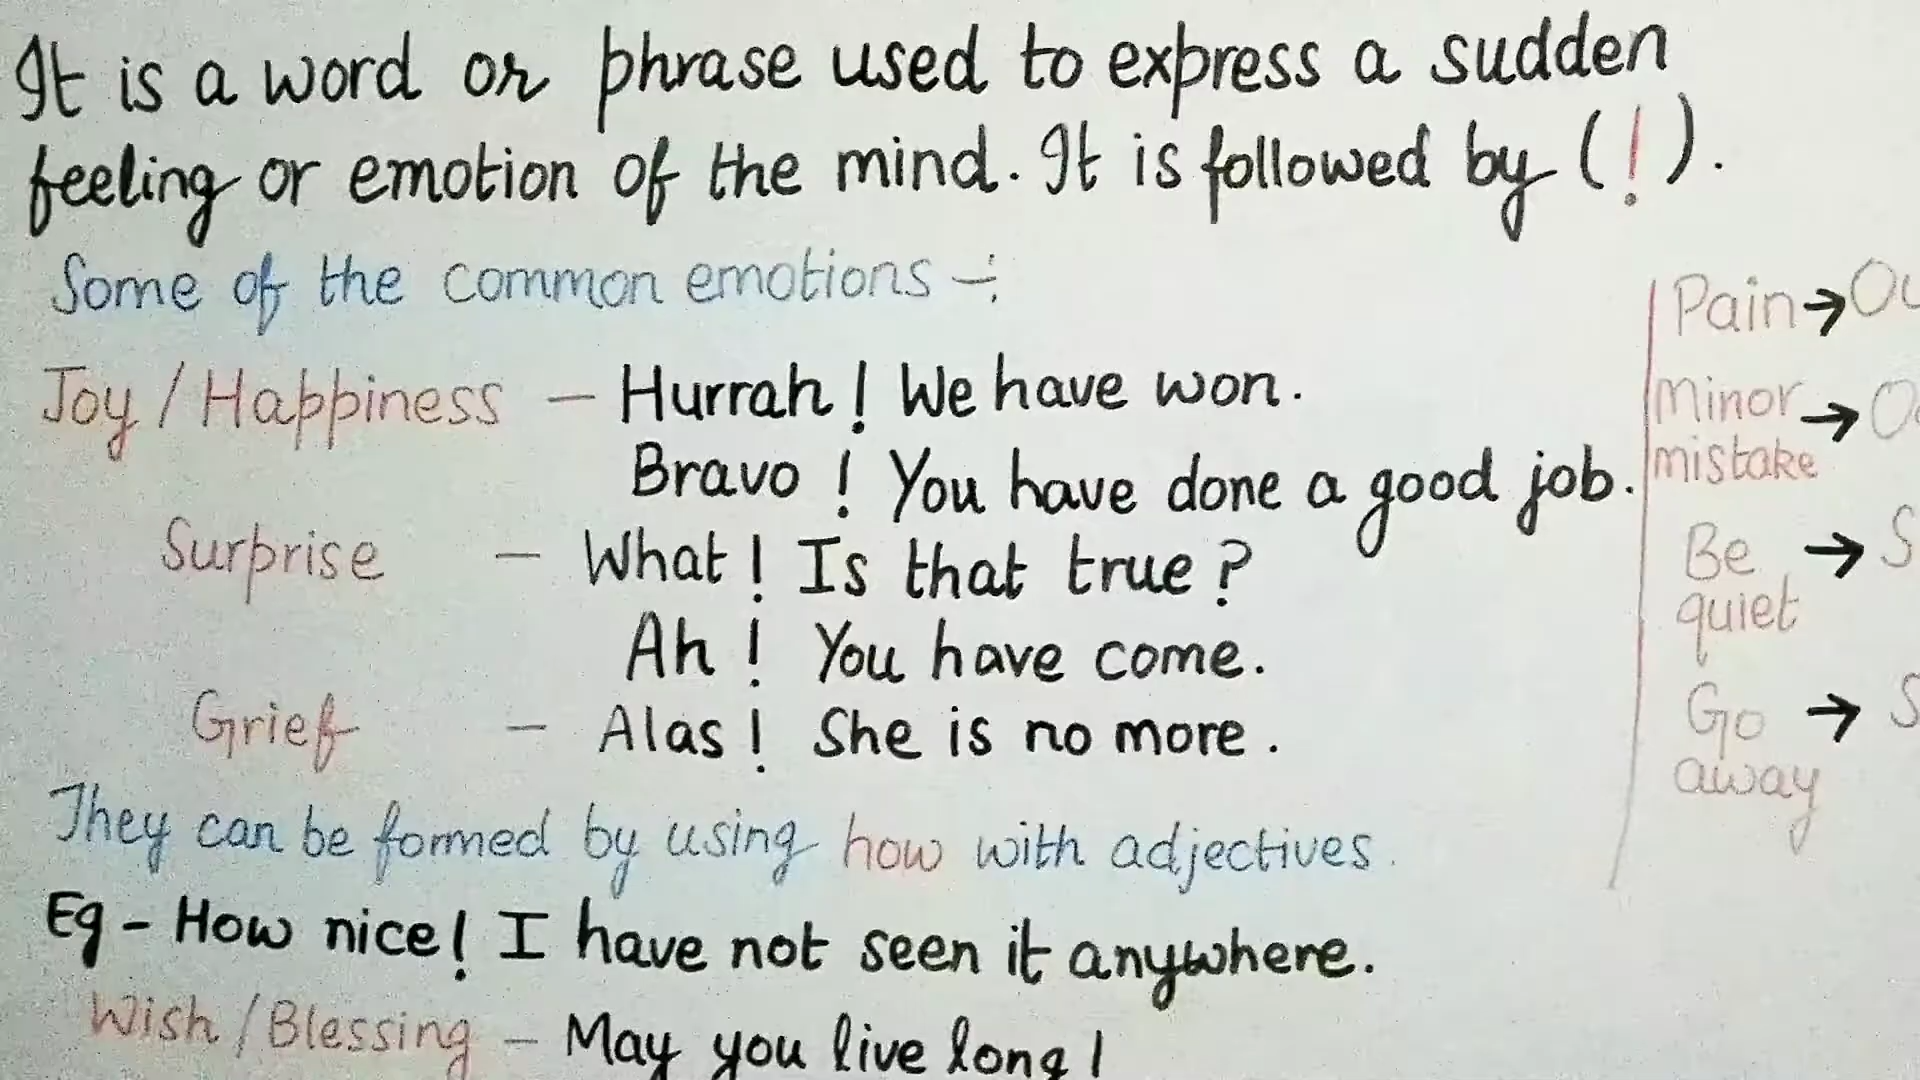 It is a word or phrase used to express a sudden
feeling or emotion of the mind. It is followed by (!).
Some of the common emotions -:
Joy / Happiness - Hurrah! We have won.
Bravo! You have done a good job.
Surprise - What! Is that true?
Ah! You have come.
Grief - Alas! She is no more.
They can be formed by using how with adjectives.
Eg - How nice! I have not seen it anywhere.
Wish / Blessing - May you live long!
Pain →
Minor →
mistake
Be →
quiet
Go →
away